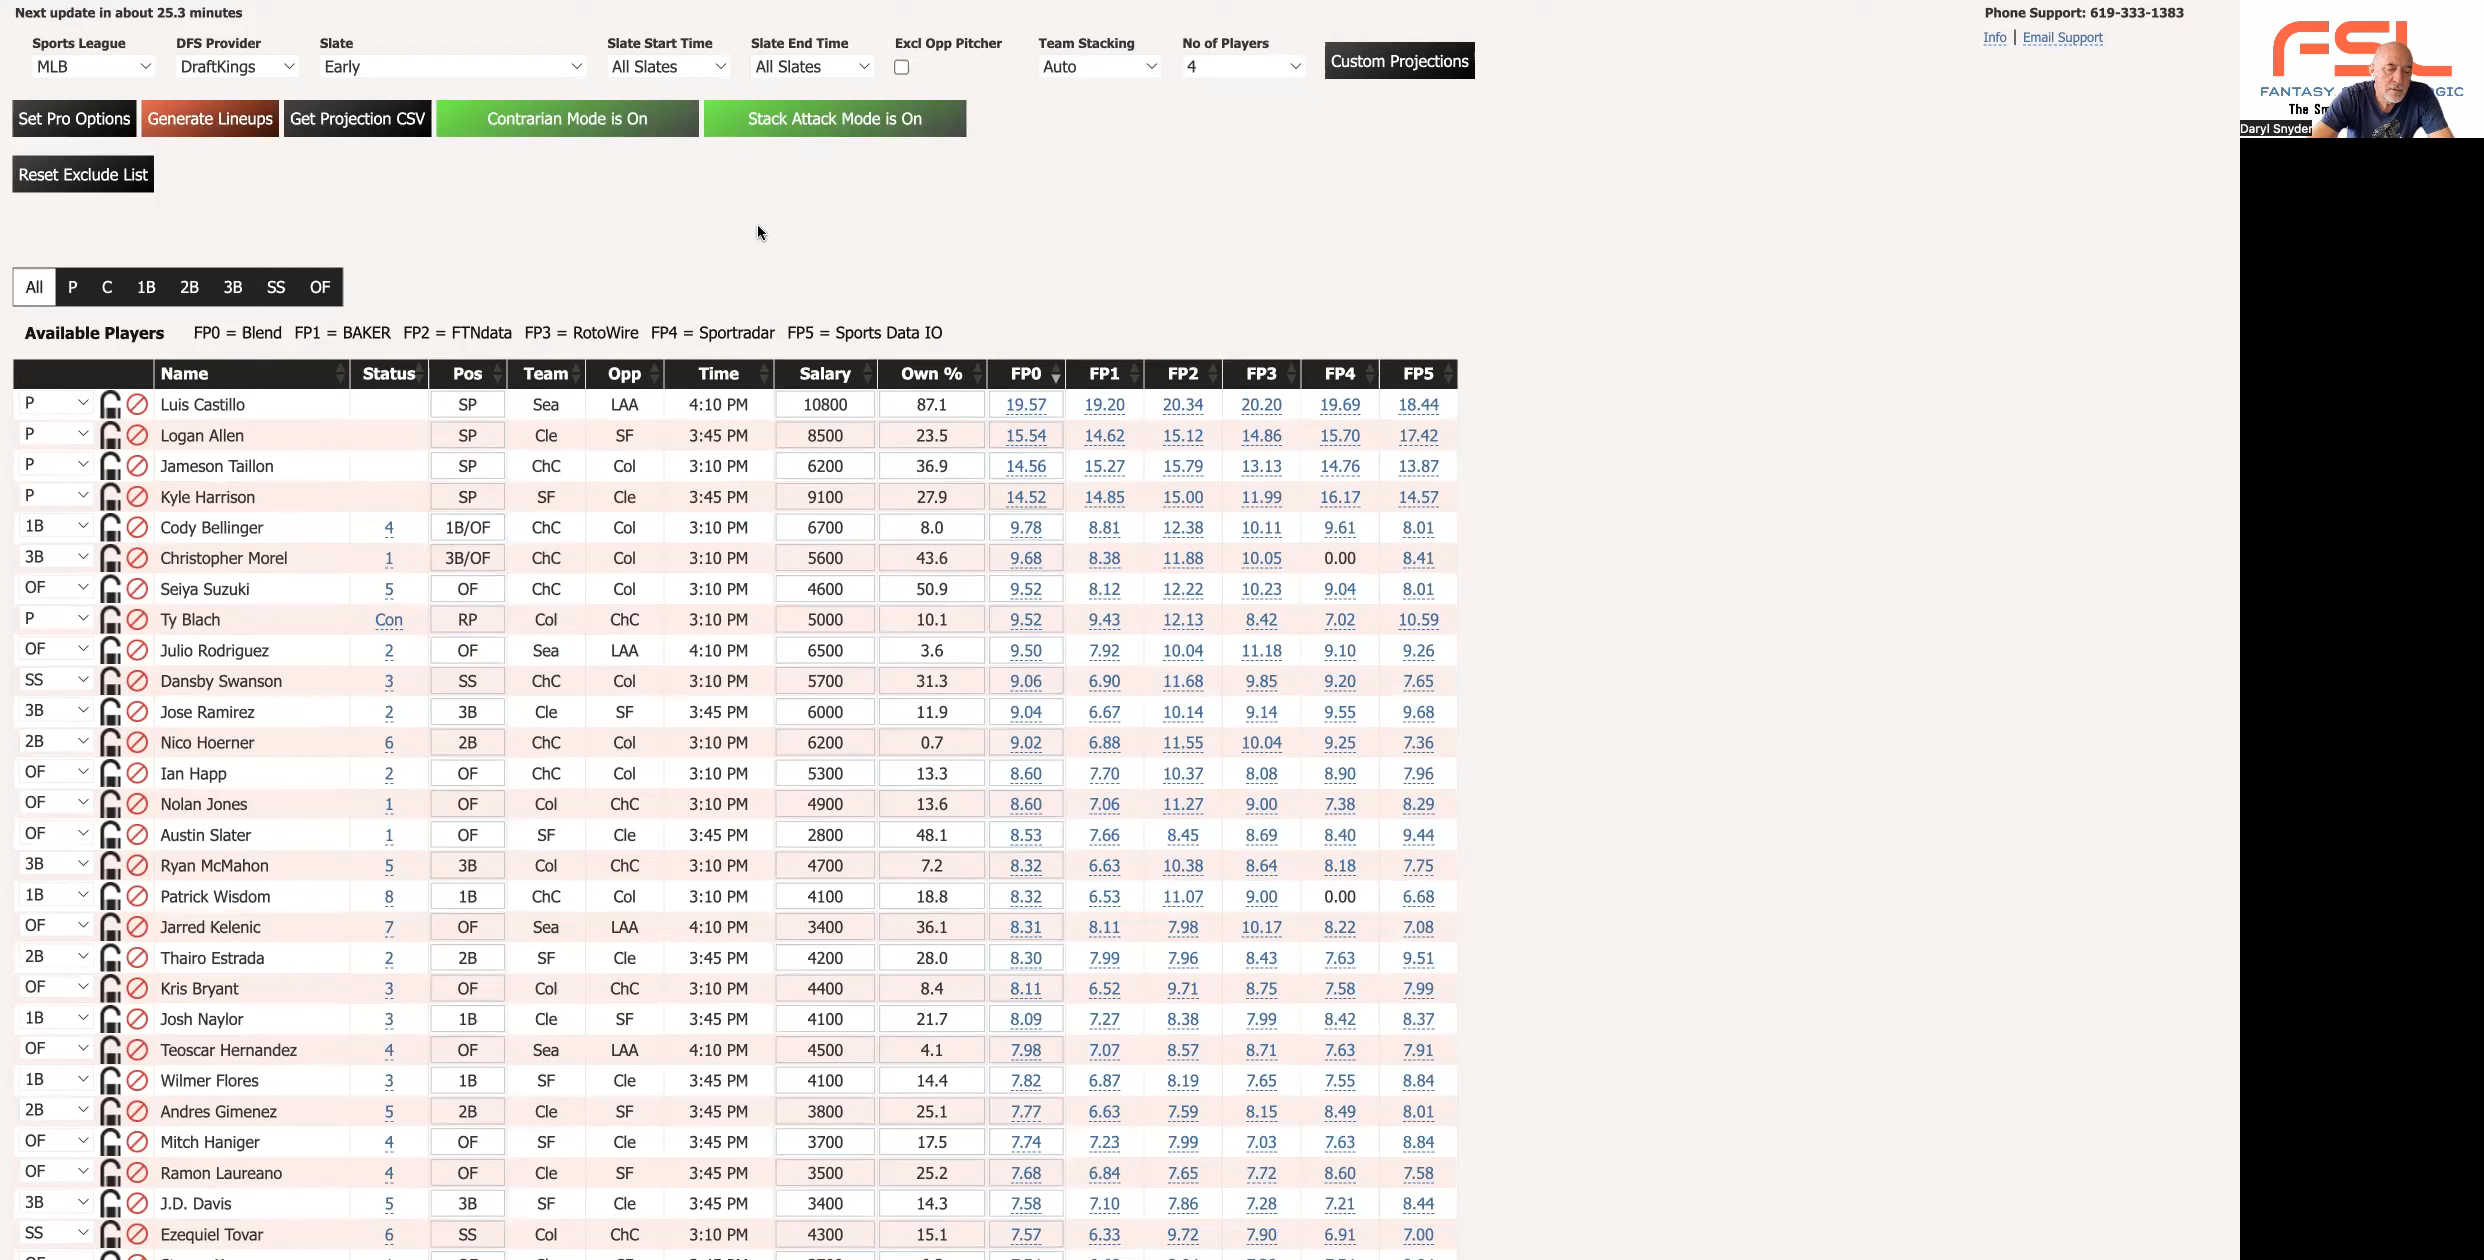 Next update in about 25.3 minutes
Phone Support: 619-333-1383
Info | Email Support
Sports League DFS Provider Slate Slate Start Time Slate End Time Excl Opp Pitcher Team Stacking No of Players
MLB DraftKings Early All Slates All Slates Auto 4 Custom Projections
FSL
FANTASY GIC
The Sm
Daryl Snyder
Set Pro Options Generate Lineups Get Projection CSV Contrarian Mode is On Stack Attack Mode is On
Reset Exclude List
All P C 1B 2B 3B SS OF
Available Players FP0 = Blend FP1 = BAKER FP2 = FTNdata FP3 = RotoWire FP4 = Sportradar FP5 = Sports Data IO
Name Status Pos Team Opp Time Salary Own % FP0 FP1 FP2 FP3 FP4 FP5
P Luis Castillo SP Sea LAA 4:10 PM 10800 87.1 19.57 19.20 20.34 20.20 19.69 18.44
P Logan Allen SP Cle SF 3:45 PM 8500 23.5 15.54 14.62 15.12 14.86 15.70 17.42
P Jameson Taillon SP ChC Col 3:10 PM 6200 36.9 14.56 15.27 15.79 13.13 14.76 13.87
P Kyle Harrison SP SF Cle 3:45 PM 9100 27.9 14.52 14.85 15.00 11.99 16.17 14.57
1B Cody Bellinger 4 1B/OF ChC Col 3:10 PM 6700 8.0 9.78 8.81 12.38 10.11 9.61 8.01
3B Christopher Morel 1 3B/OF ChC Col 3:10 PM 5600 43.6 9.68 8.38 11.88 10.05 0.00 8.41
OF Seiya Suzuki 5 OF ChC Col 3:10 PM 4600 50.9 9.52 8.12 12.22 10.23 9.04 8.01
P Ty Blach Con RP Col ChC 3:10 PM 5000 10.1 9.52 9.43 12.13 8.42 7.02 10.59
OF Julio Rodriguez 2 OF Sea LAA 4:10 PM 6500 3.6 9.50 7.92 10.04 11.18 9.10 9.26
SS Dansby Swanson 3 SS ChC Col 3:10 PM 5700 31.3 9.06 6.90 11.68 9.85 9.20 7.65
3B Jose Ramirez 2 3B Cle SF 3:45 PM 6000 11.9 9.04 6.67 10.14 9.14 9.55 9.68
2B Nico Hoerner 6 2B ChC Col 3:10 PM 6200 0.7 9.02 6.88 11.55 10.04 9.25 7.36
OF Ian Happ 2 OF ChC Col 3:10 PM 5300 13.3 8.60 7.70 10.37 8.08 8.90 7.96
OF Nolan Jones 1 OF Col ChC 3:10 PM 4900 13.6 8.60 7.06 11.27 9.00 7.38 8.29
OF Austin Slater 1 OF SF Cle 3:45 PM 2800 48.1 8.53 7.66 8.45 8.69 8.40 9.44
3B Ryan McMahon 5 3B Col ChC 3:10 PM 4700 7.2 8.32 6.63 10.38 8.64 8.18 7.75
1B Patrick Wisdom 8 1B ChC Col 3:10 PM 4100 18.8 8.32 6.53 11.07 9.00 0.00 6.68
OF Jarred Kelenic 7 OF Sea LAA 4:10 PM 3400 36.1 8.31 8.11 7.98 10.17 8.22 7.08
2B Thairo Estrada 2 2B SF Cle 3:45 PM 4200 28.0 8.30 7.99 7.96 8.43 7.63 9.51
OF Kris Bryant 3 OF Col ChC 3:10 PM 4400 8.4 8.11 6.52 9.71 8.75 7.58 7.99
1B Josh Naylor 3 1B Cle SF 3:45 PM 4100 21.7 8.09 7.27 8.38 7.99 8.42 8.37
OF Teoscar Hernandez 4 OF Sea LAA 4:10 PM 4500 4.1 7.98 7.07 8.57 8.71 7.63 7.91
1B Wilmer Flores 3 1B SF Cle 3:45 PM 4100 14.4 7.82 6.87 8.19 7.65 7.55 8.84
2B Andres Gimenez 5 2B Cle SF 3:45 PM 3800 25.1 7.77 6.63 7.59 8.15 8.49 8.01
OF Mitch Haniger 4 OF SF Cle 3:45 PM 3700 17.5 7.74 7.23 7.99 7.03 7.63 8.84
OF Ramon Laureano 4 OF Cle SF 3:45 PM 3500 25.2 7.68 6.84 7.65 7.72 8.60 7.58
3B J.D. Davis 5 3B SF Cle 3:45 PM 3400 14.3 7.58 7.10 7.86 7.28 7.21 8.44
SS Ezequiel Tovar 6 SS Col ChC 3:10 PM 4300 15.1 7.57 6.33 9.72 7.90 6.91 7.00